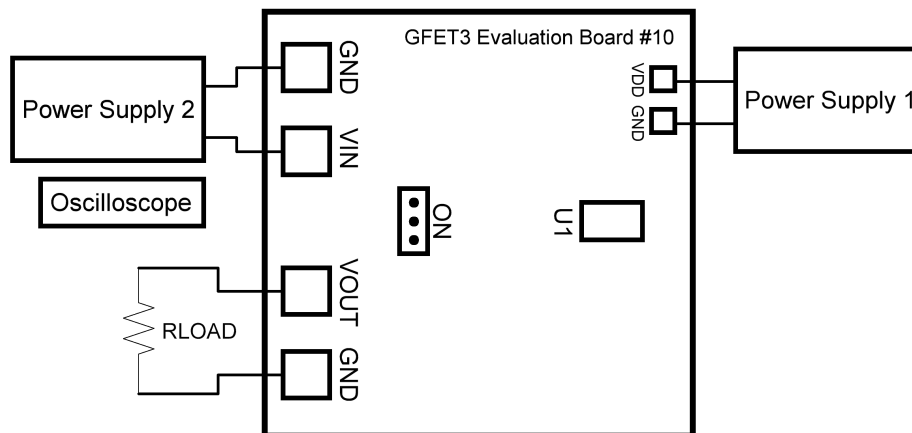 GFET3 Evaluation Board #10
GND
VDD
Power Supply 2
Power Supply 1
GND
VIN
Oscilloscope
ON
U1
VOUT
RLOAD
GND